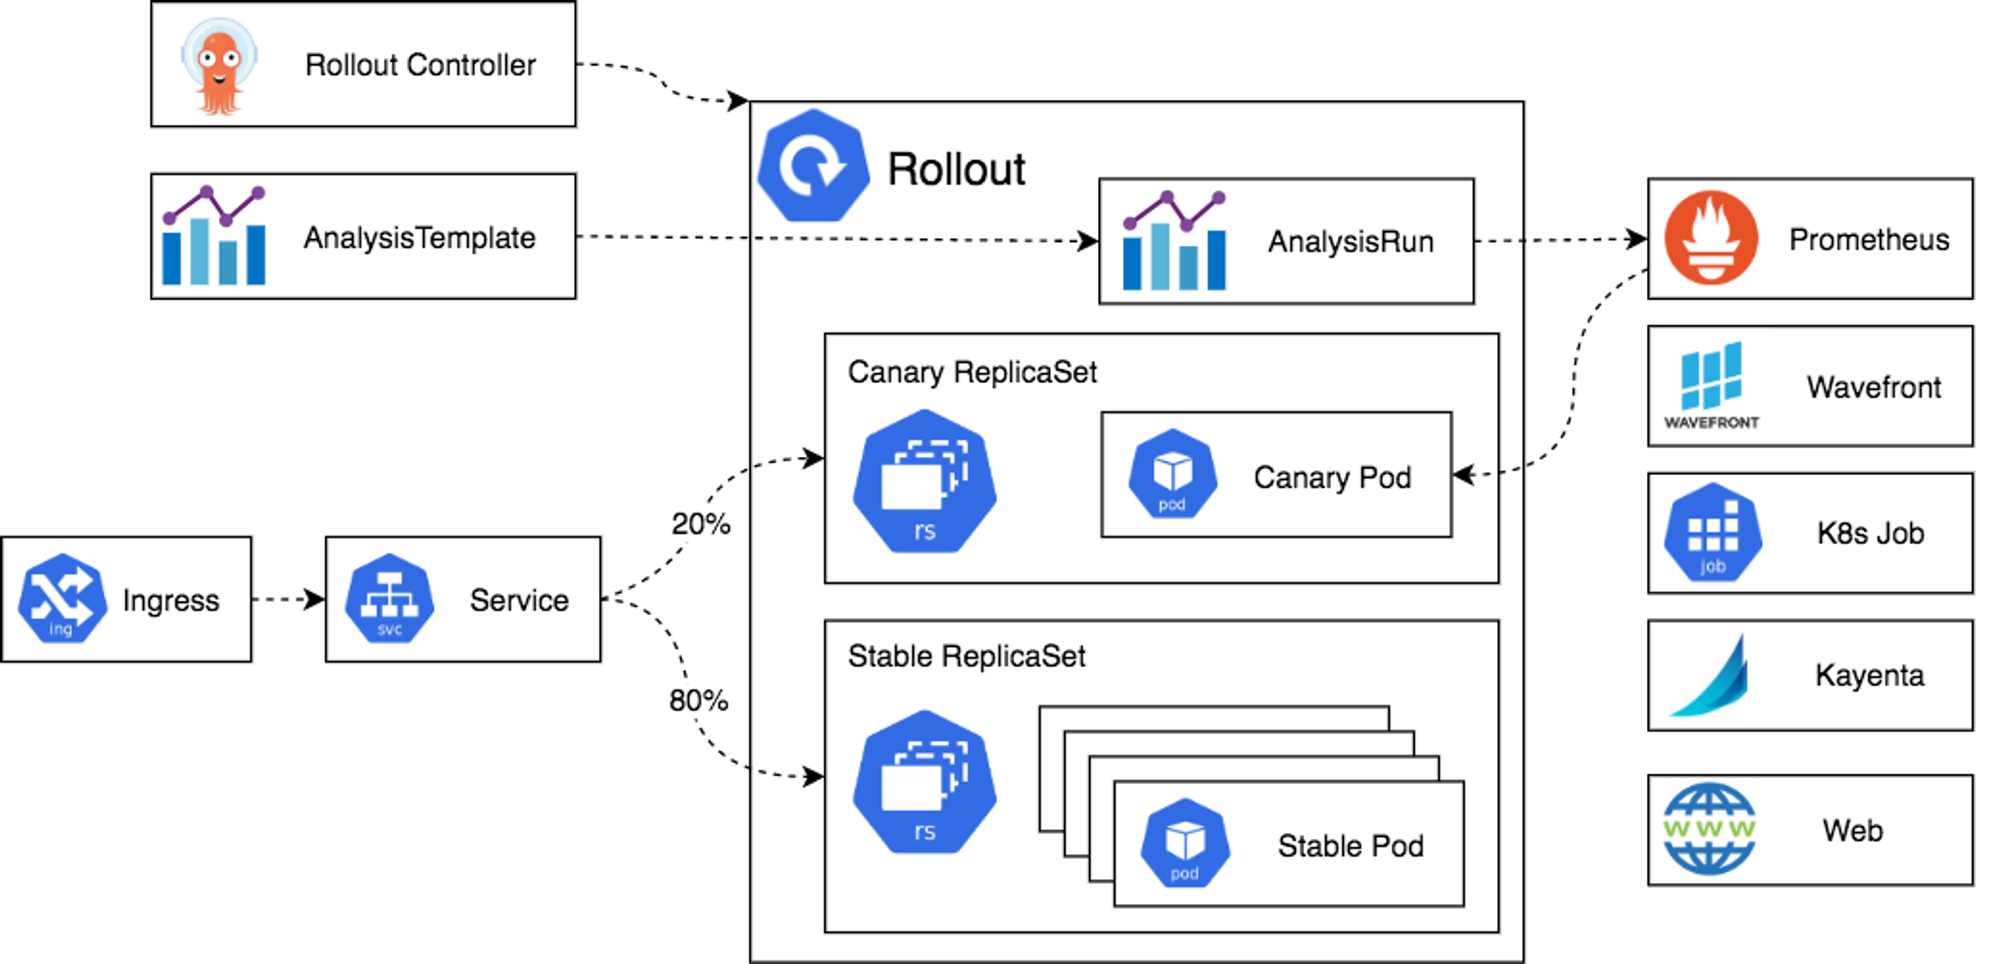 Rollout Controller
Rollout
AnalysisTemplate
AnalysisRun
Prometheus
Canary ReplicaSet
Wavefront
WAVEFRONT
rs
pod
Canary Pod
20%
K8s Job
job
Ingress
ing
Service
svc
Stable ReplicaSet
80%
Kayenta
rs
pod
Stable Pod
WWW
Web